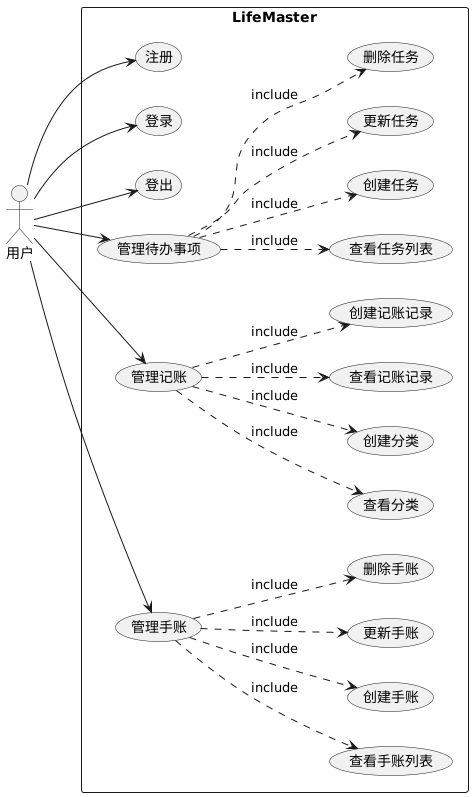 LifeMaster
注册
删除任务
include
登录
更新任务
include
登出
创建任务
include
用户
管理待办事项
include
查看任务列表
创建记账记录
include
管理记账
include
查看记账记录
include
创建分类
include
查看分类
删除手账
include
管理手账
include
更新手账
include
创建手账
include
查看手账列表